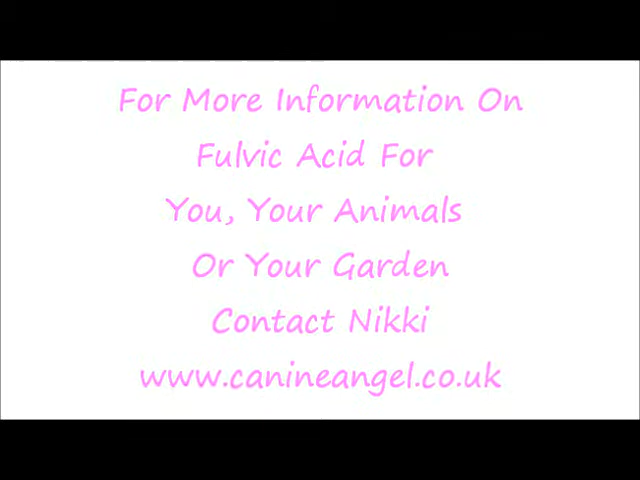 For More Information On
Fulvic Acid For
You, Your Animals
Or Your Garden
Contact Nikki
www.canineangel.co.uk